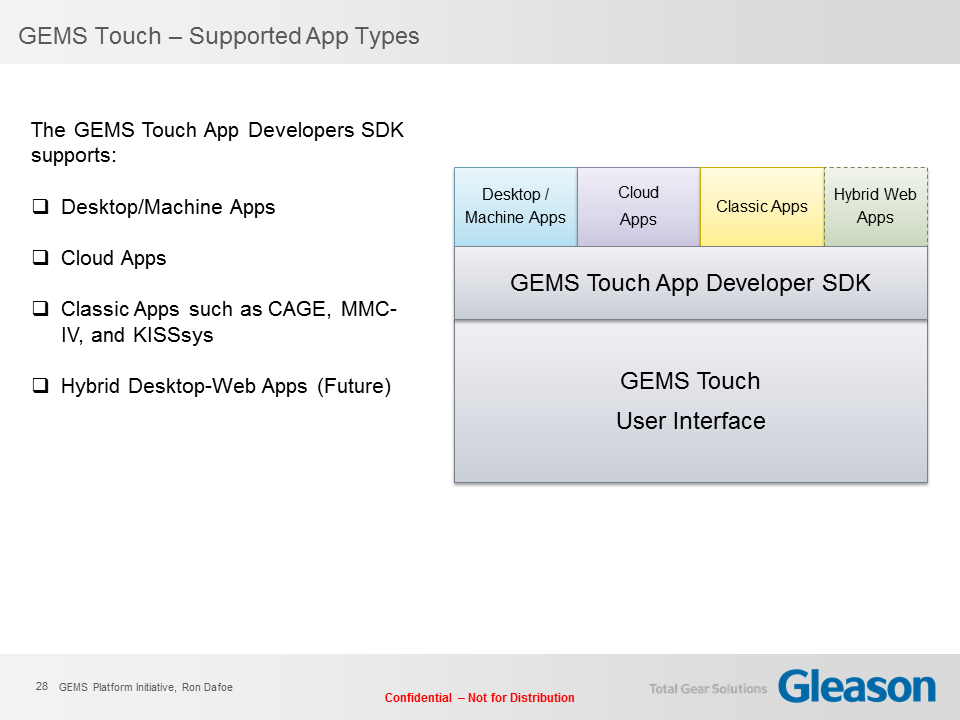 GEMS Touch – Supported App Types
The GEMS Touch App Developers SDK
supports:
❑ Desktop/Machine Apps
❑ Cloud Apps
❑ Classic Apps such as CAGE, MMC-
IV, and KISSsys
❑ Hybrid Desktop-Web Apps (Future)
Desktop /
Machine Apps
Cloud
Apps
Classic Apps
Hybrid Web
Apps
GEMS Touch App Developer SDK
GEMS Touch
User Interface
28 GEMS Platform Initiative, Ron Dafoe
Confidential – Not for Distribution
Total Gear Solutions
Gleason